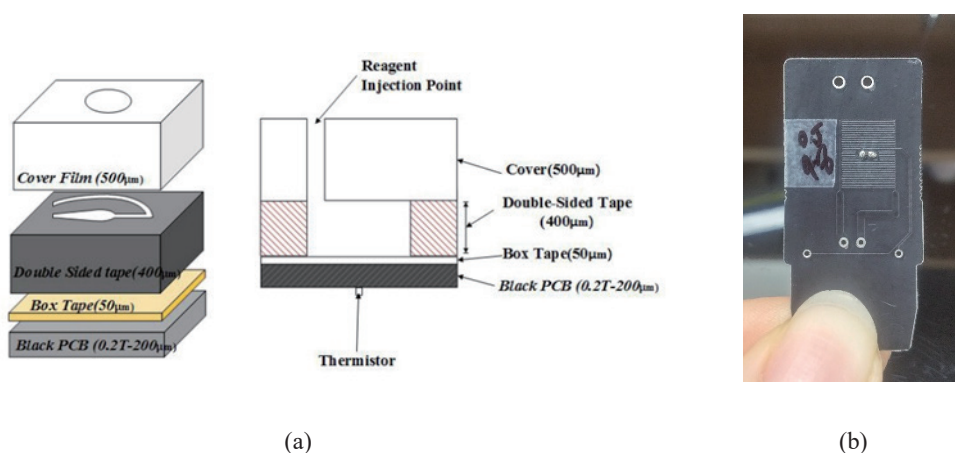 Cover Film (500μm)
Double Sided tape(400μm)
Box Tape(50μm)
Black PCB (0.2T-200μm)
Reagent
Injection Point
Cover(500μm)
Double-Sided Tape
(400μm)
Box Tape(50μm)
Black PCB (0.2T-200μm)
Thermistor
(a)
(b)